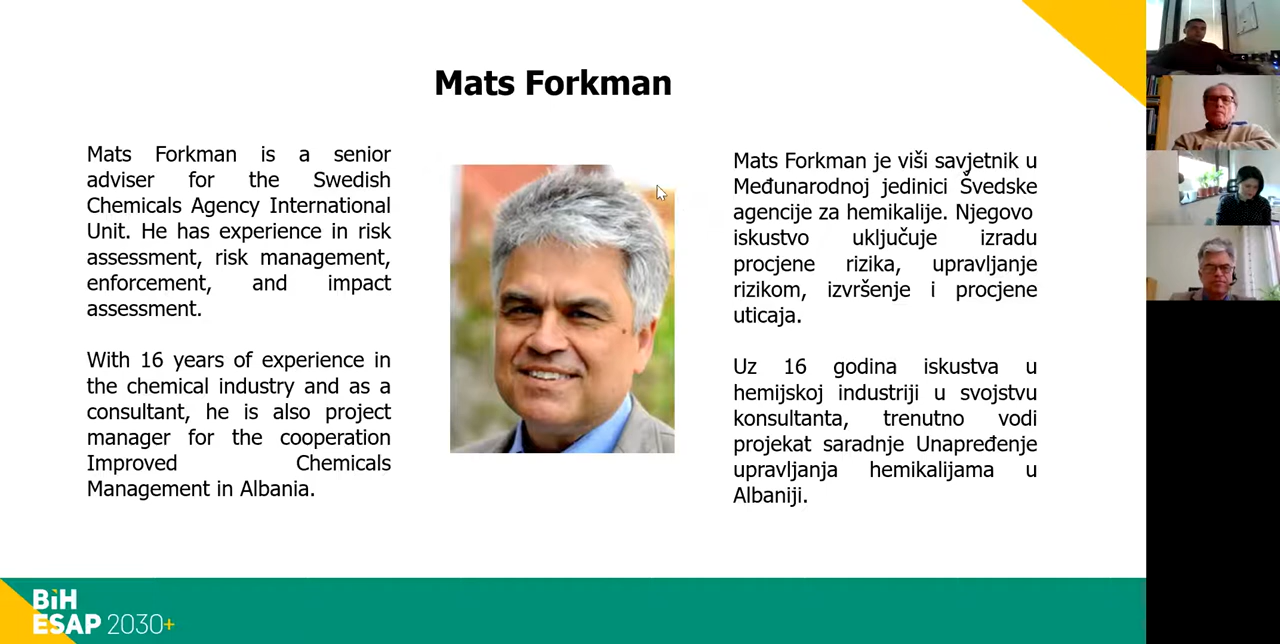 Mats Forkman
Mats Forkman is a senior
adviser for the Swedish
Chemicals Agency International
Unit. He has experience in risk
assessment, risk management,
enforcement, and impact
assessment.
With 16 years of experience in
the chemical industry and as a
consultant, he is also project
manager for the cooperation
Improved Chemicals
Management in Albania.
Mats Forkman je viši savjetnik u
Međunarodnoj jedinici Švedske
agencije za hemikalije. Njegovo
iskustvo uključuje izradu
procjene rizika, upravljanje
rizikom, izvršenje i procjene
uticaja.
Uz 16 godina iskustva u
hemijskoj industriji u svojstvu
konsultanta, trenutno vodi
projekat saradnje Unapređenje
upravljanja hemikalijama u
Albaniji.
BiH
ESAP 2030+